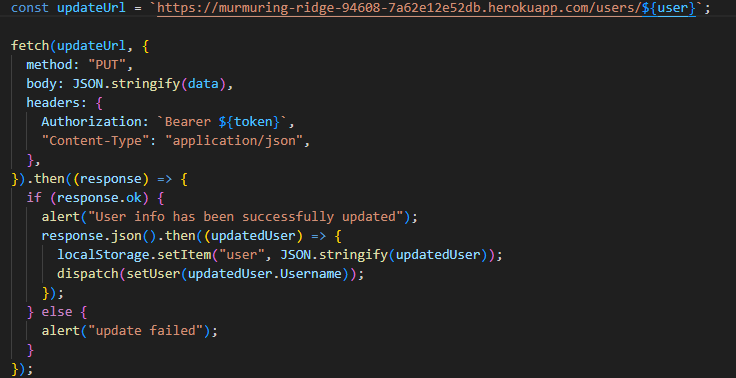 const updateUrl = `https://murmuring-ridge-94608-7a62e12e52db.herokuapp.com/users/${user}`;
fetch(updateUrl, {
method: "PUT",
body: JSON.stringify(data),
headers: {
Authorization: `Bearer ${token}`,
"Content-Type": "application/json",
},
}).then((response) => {
if (response.ok) {
alert("User info has been successfully updated");
response.json().then((updatedUser) => {
localStorage.setItem("user", JSON.stringify(updatedUser));
dispatch(setUser(updatedUser.Username));
});
} else {
alert("update failed");
}
});